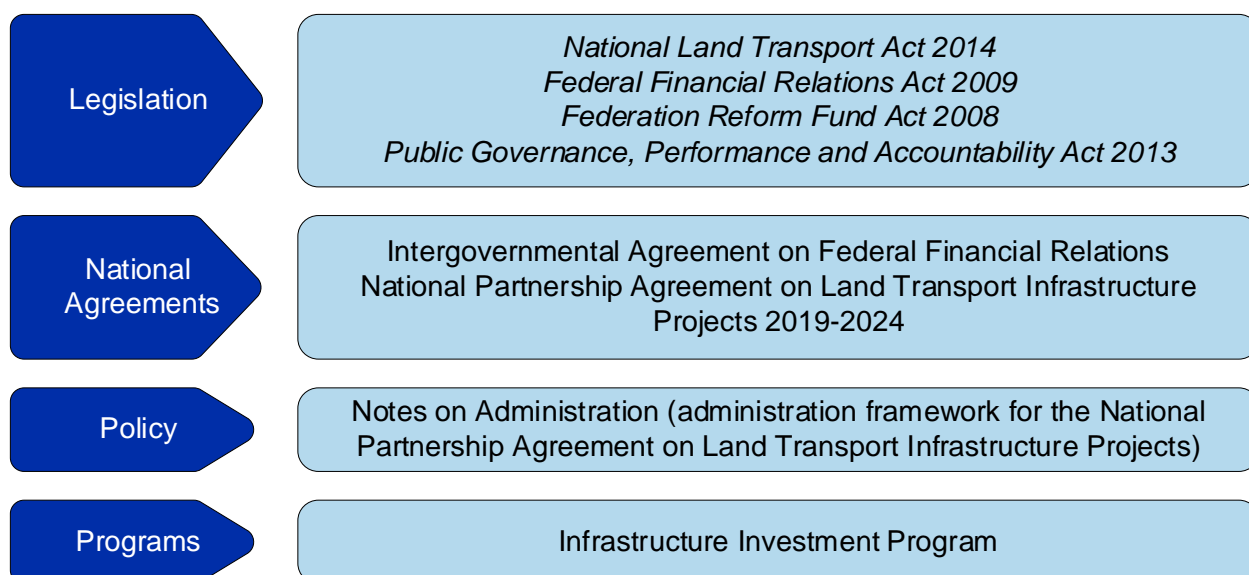 Legislation
National Land Transport Act 2014
Federal Financial Relations Act 2009
Federation Reform Fund Act 2008
Public Governance, Performance and Accountability Act 2013
National
Agreements
Intergovernmental Agreement on Federal Financial Relations
National Partnership Agreement on Land Transport Infrastructure
Projects 2019-2024
Policy
Notes on Administration (administration framework for the National
Partnership Agreement on Land Transport Infrastructure Projects)
Programs
Infrastructure Investment Program